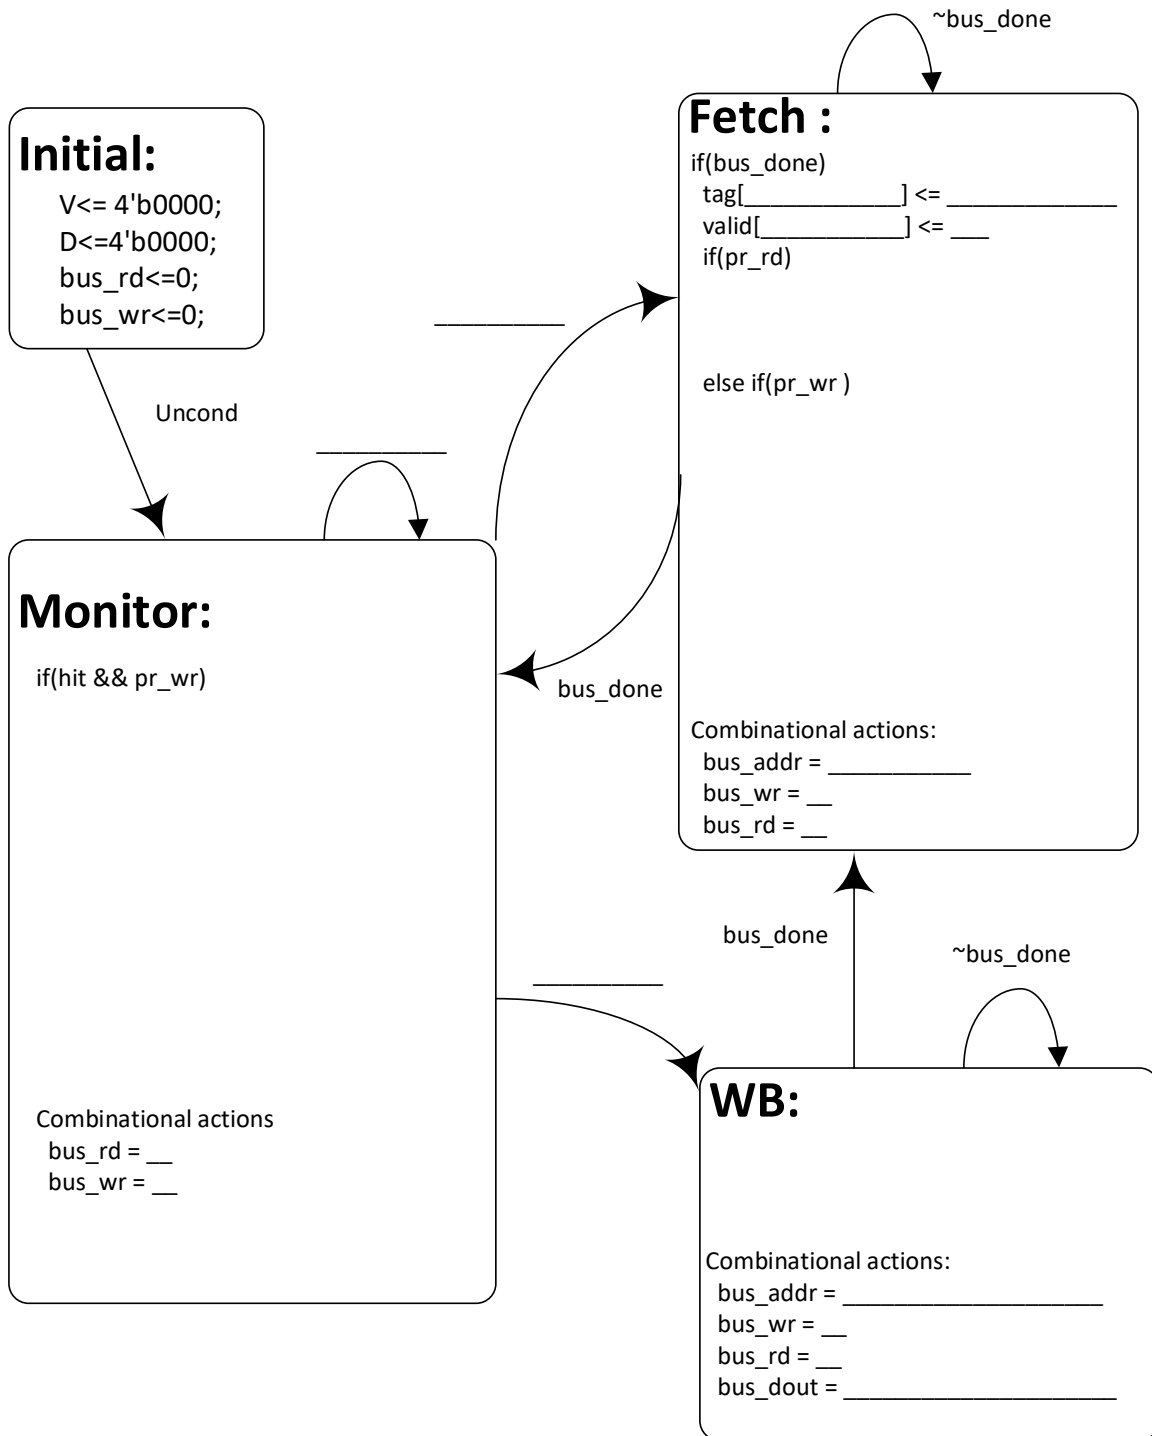 ~bus_done
Initial:
V<= 4'b0000;
D<=4'b0000;
bus_rd<=0;
bus_wr<=0;
Uncond
__________
__________
Fetch :
if(bus_done)
tag[____________] <= _____________
valid[___________] <= ___
if(pr_rd)
else if(pr_wr )
Combinational actions:
bus_addr = ___________
bus_wr = __
bus_rd = __
bus_done
Monitor:
if(hit && pr_wr)
Combinational actions
bus_rd = __
bus_wr = __
__________
bus_done
~bus_done
WB:
Combinational actions:
bus_addr = ____________________
bus_wr = __
bus_rd = __
bus_dout = _____________________